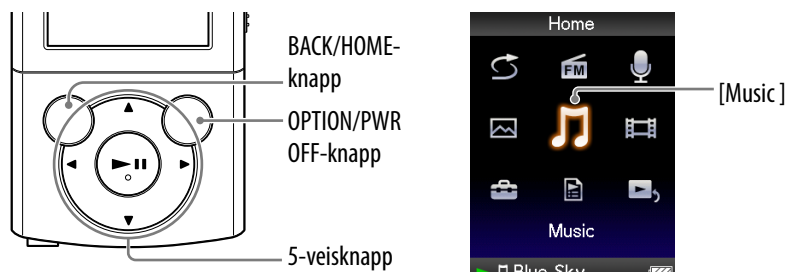 BACK/HOME-
knapp
OPTION/PWR
OFF-knapp
5-veisknapp
Home
FM
[Music ]
Music
Blue Sky